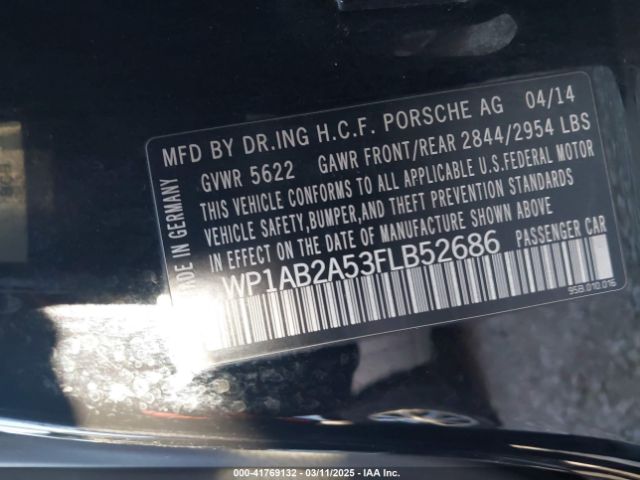 MFD BY DR.ING H.C.F. PORSCHE AG 04/14
GVWR 5622 GAWR FRONT/REAR 2844/2954 LBS
THIS VEHICLE CONFORMS TO ALL APPLICABLE U.S.FEDERAL MOTOR
VEHICLE SAFETY,BUMPER,AND THEFT PREVENTION STANDARDS
IN EFFECT ON THE DATE OF MANUFACTURE SHOWN ABOVE
WP1AB2A53FLB52686 PASSENGER CAR
MADE IN GERMANY
95B.010.016
00-41769132 | 03/11/2025 | IAA Inc.